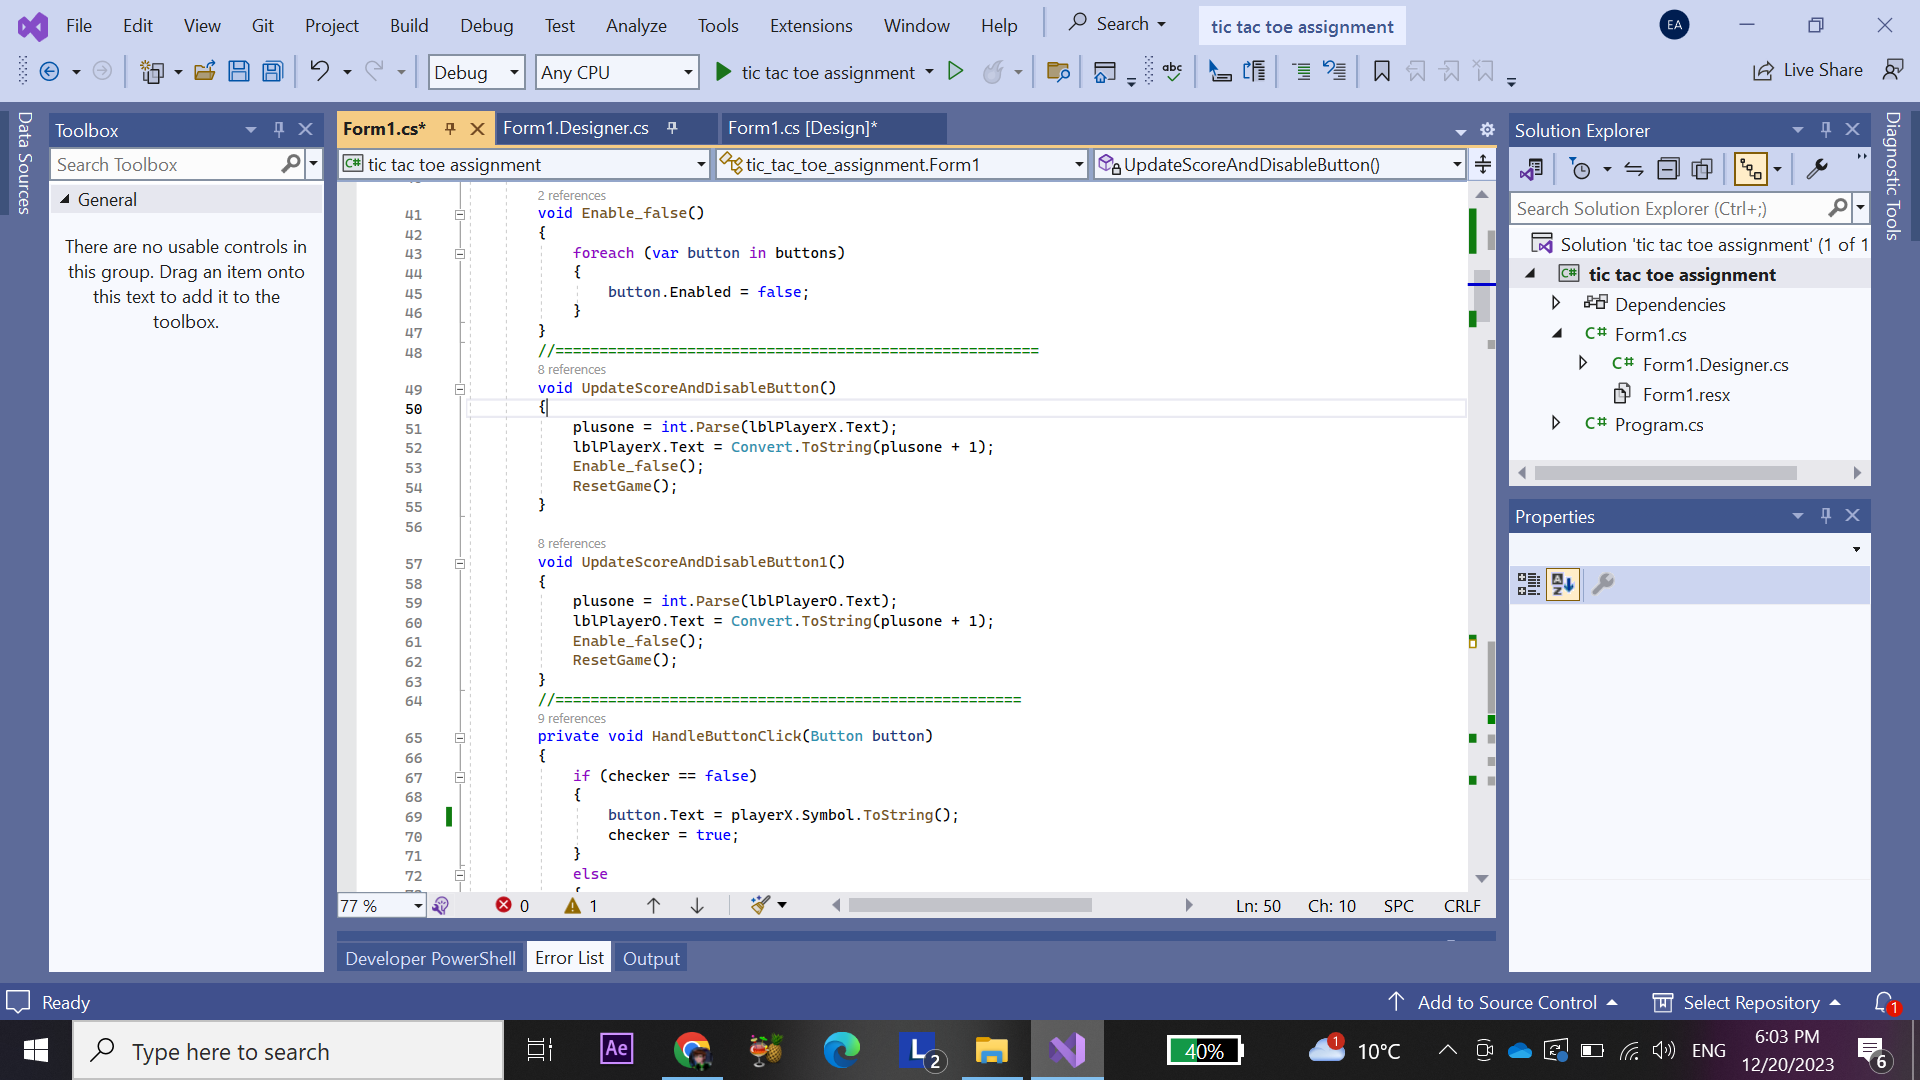 File Edit View Git Project Build Debug Test Analyze Tools Extensions Window Help Search tic tac toe assignment EA
Debug Any CPU tic tac toe assignment abc Live Share
Data Sources
Toolbox
Search Toolbox
General
There are no usable controls in
this group. Drag an item onto
this text to add it to the
toolbox.
Form1.cs* Form1.Designer.cs Form1.cs [Design]*
C# tic tac toe assignment tic_tac_toe_assignment.Form1 UpdateScoreAndDisableButton()
2 references
41 void Enable_false()
42 {
43 foreach (var button in buttons)
44 {
45 button.Enabled = false;
46 }
47 }
48 //=======================================================
8 references
49 void UpdateScoreAndDisableButton()
50 {
51 plusone = int.Parse(lblPlayerX.Text);
52 lblPlayerX.Text = Convert.ToString(plusone + 1);
53 Enable_false();
54 ResetGame();
55 }
56
8 references
57 void UpdateScoreAndDisableButton1()
58 {
59 plusone = int.Parse(lblPlayerO.Text);
60 lblPlayerO.Text = Convert.ToString(plusone + 1);
61 Enable_false();
62 ResetGame();
63 }
64 //=====================================================
9 references
65 private void HandleButtonClick(Button button)
66 {
67 if (checker == false)
68 {
69 button.Text = playerX.Symbol.ToString();
70 checker = true;
71 }
72 else
77 % 0 1 Ln: 50 Ch: 10 SPC CRLF
Developer PowerShell Error List Output
Solution Explorer
Search Solution Explorer (Ctrl+;)
Solution 'tic tac toe assignment' (1 of 1
C# tic tac toe assignment
Dependencies
C# Form1.cs
C# Form1.Designer.cs
Form1.resx
C# Program.cs
Properties
Diagnostic Tools
Ready Add to Source Control Select Repository 1
Type here to search Ae L 2 40% 1 10°C ENG 6:03 PM
12/20/2023 6